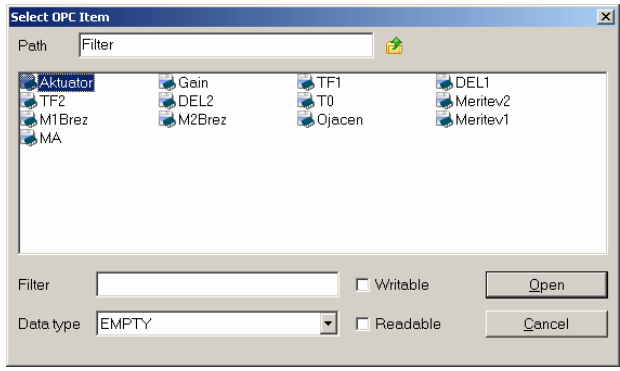 Select OPC Item
Path Filter
Aktuator Gain TF1 DEL1
TF2 DEL2 T0 Meritev2
M1Brez M2Brez Ojacen Meritev1
MA
Filter Writable Open
Data type EMPTY Readable Cancel